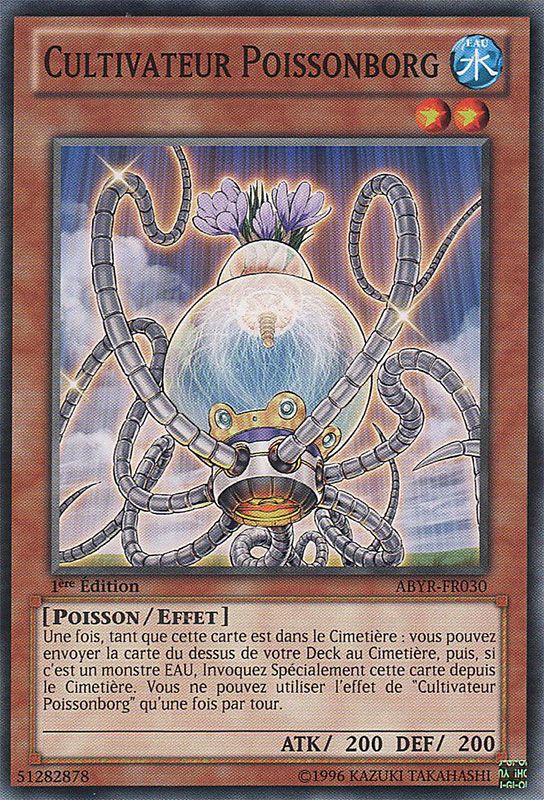 CULTIVATEUR POISSONBORG
EAU
水
1ère Édition
ABYR-FR030
[POISSON/EFFET]
Une fois, tant que cette carte est dans le Cimetière : vous pouvez
envoyer la carte du dessus de votre Deck au Cimetière, puis, si
c'est un monstre EAU, Invoquez Spécialement cette carte depuis
le Cimetière. Vous ne pouvez utiliser l'effet de "Cultivateur
Poissonborg" qu'une fois par tour.
ATK/ 200 DEF/ 200
51282878
©1996 KAZUKI TAKAHASHI